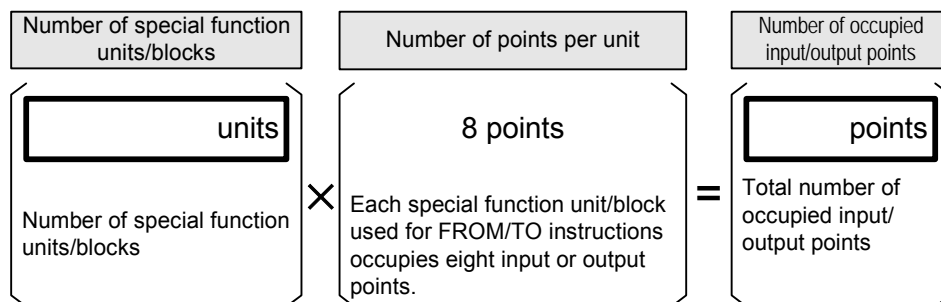 Number of special function
units/blocks
Number of points per unit
Number of occupied
input/output points
units
8 points
points
×
=
Number of special function
units/blocks
Each special function unit/block
used for FROM/TO instructions
occupies eight input or output
points.
Total number of
occupied input/
output points